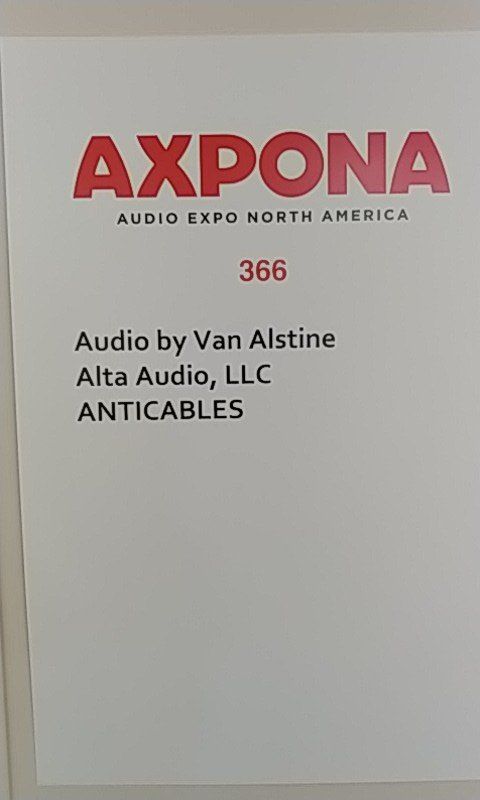 AXPONA
AUDIO EXPO NORTH AMERICA
366
Audio by Van Alstine
Alta Audio, LLC
ANTICABLES